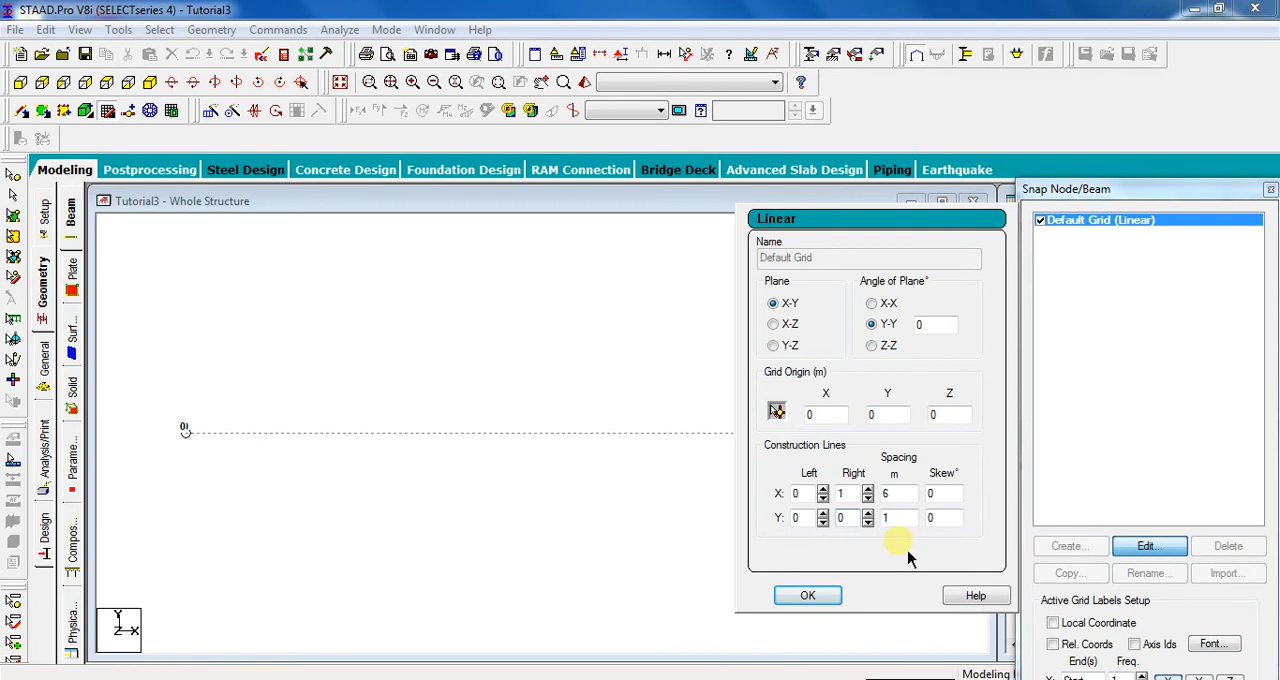 STAAD.Pro V8i (SELECTseries 4) - Tutorial3
File Edit View Tools Select Geometry Commands Analyze Mode Window Help
Modeling Postprocessing Steel Design Concrete Design Foundation Design RAM Connection Bridge Deck Advanced Slab Design Piping Earthquake
Setup
Geometry
General
Analysis/Print
Design
Beam
Plate
Surf...
Solid
Parame...
Compos...
Physica...
Tutorial3 - Whole Structure
0
Y
Z X
Linear
Name
Default Grid
Plane
X-Y
X-Z
Y-Z
Angle of Plane°
X-X
Y-Y 0
Z-Z
Grid Origin (m)
X Y Z
0 0 0
Construction Lines
Spacing
Left Right m Skew°
X: 0 1 6 0
Y: 0 0 1 0
OK Help
Snap Node/Beam
Default Grid (Linear)
Create... Edit... Delete
Copy... Rename... Import...
Active Grid Labels Setup
Local Coordinate
Rel. Coords Axis Ids Font...
End(s) Freq.
X: Start 1 X Y Z
Modeling